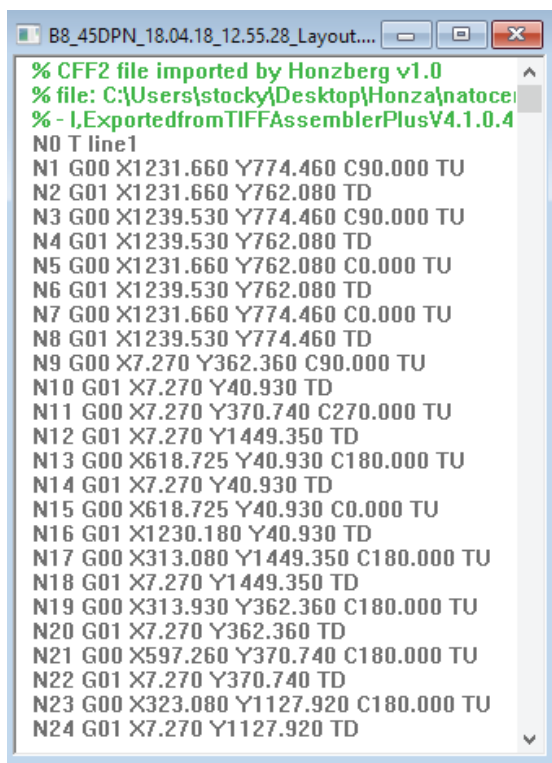 B8_45DPN_18.04.18_12.55.28_Layout....
% CFF2 file imported by Honzberg v1.0
% file: C:\Users\stocky\Desktop\Honza\natocer
% - I,ExportedfromTIFFAssemblerPlusV4.1.0.4
N0 T line1
N1 G00 X1231.660 Y774.460 C90.000 TU
N2 G01 X1231.660 Y762.080 TD
N3 G00 X1239.530 Y774.460 C90.000 TU
N4 G01 X1239.530 Y762.080 TD
N5 G00 X1231.660 Y762.080 C0.000 TU
N6 G01 X1239.530 Y762.080 TD
N7 G00 X1231.660 Y774.460 C0.000 TU
N8 G01 X1239.530 Y774.460 TD
N9 G00 X7.270 Y362.360 C90.000 TU
N10 G01 X7.270 Y40.930 TD
N11 G00 X7.270 Y370.740 C270.000 TU
N12 G01 X7.270 Y1449.350 TD
N13 G00 X618.725 Y40.930 C180.000 TU
N14 G01 X7.270 Y40.930 TD
N15 G00 X618.725 Y40.930 C0.000 TU
N16 G01 X1230.180 Y40.930 TD
N17 G00 X313.080 Y1449.350 C180.000 TU
N18 G01 X7.270 Y1449.350 TD
N19 G00 X313.930 Y362.360 C180.000 TU
N20 G01 X7.270 Y362.360 TD
N21 G00 X597.260 Y370.740 C180.000 TU
N22 G01 X7.270 Y370.740 TD
N23 G00 X323.080 Y1127.920 C180.000 TU
N24 G01 X7.270 Y1127.920 TD